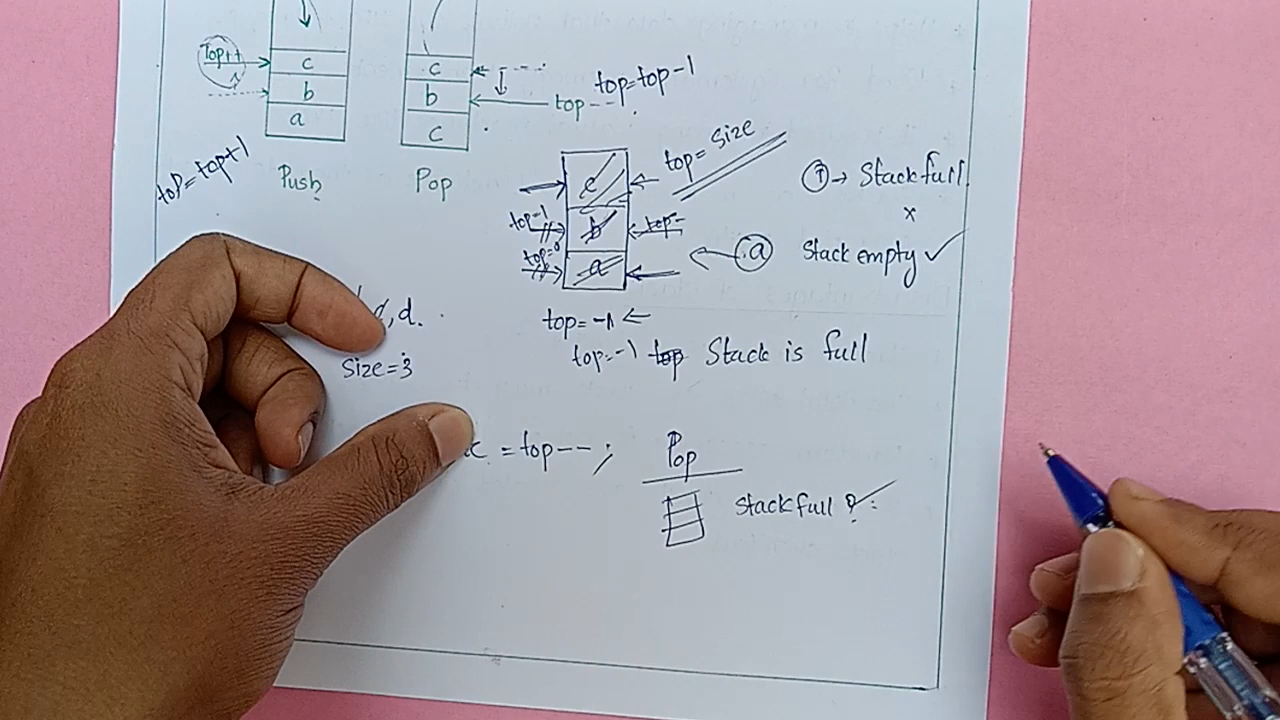 Top++
c
b
a
top=top+1
Push
c
b
c
top--
top=top-1
Pop
c
b
a
top=1
top=0
top=
top=size
a
① → Stack full
x
Stack empty ✓
top=-1 ←
top=-1 top Stack is full
d.
Size=3
c = top--;
Pop
stack full ?